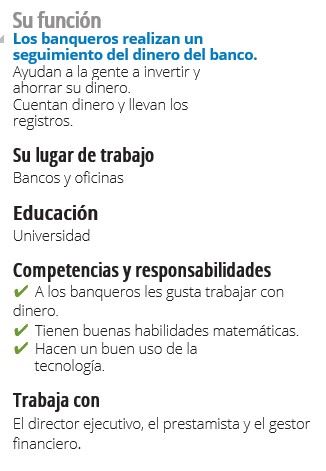 Su función
Los banqueros realizan un
seguimiento del dinero del banco.
Ayudan a la gente a invertir y
ahorrar su dinero.
Cuentan dinero y llevan los
registros.
Su lugar de trabajo
Bancos y oficinas
Educación
Universidad
Competencias y responsabilidades
✔ A los banqueros les gusta trabajar con
dinero.
✔ Tienen buenas habilidades matemáticas.
✔ Hacen un buen uso de la
tecnología.
Trabaja con
El director ejecutivo, el prestamista y el gestor
financiero.